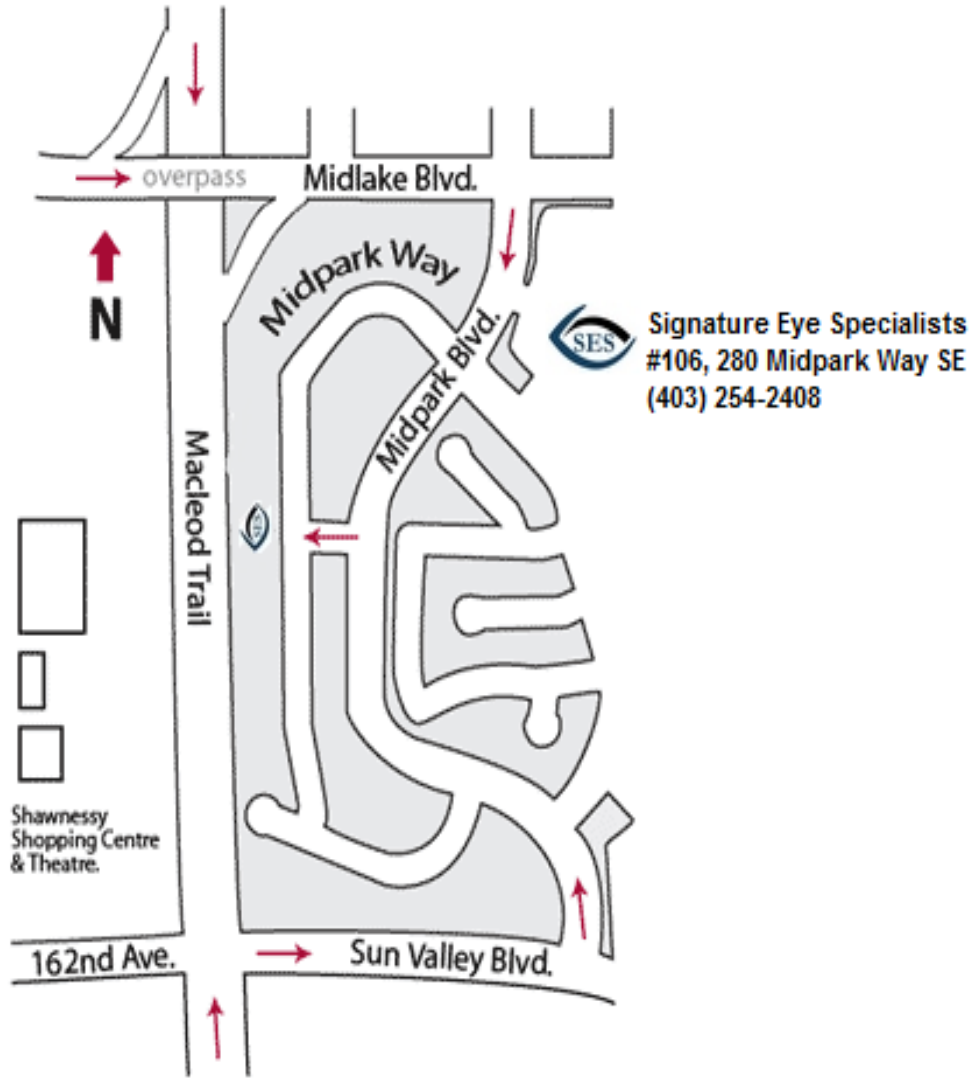 overpass
Midlake Blvd.
N
Midpark Way
Midpark Blvd.
SES
Signature Eye Specialists
#106, 280 Midpark Way SE
(403) 254-2408
Macleod Trail
SES
Shawnessy
Shopping Centre
& Theatre.
162nd Ave.
Sun Valley Blvd.